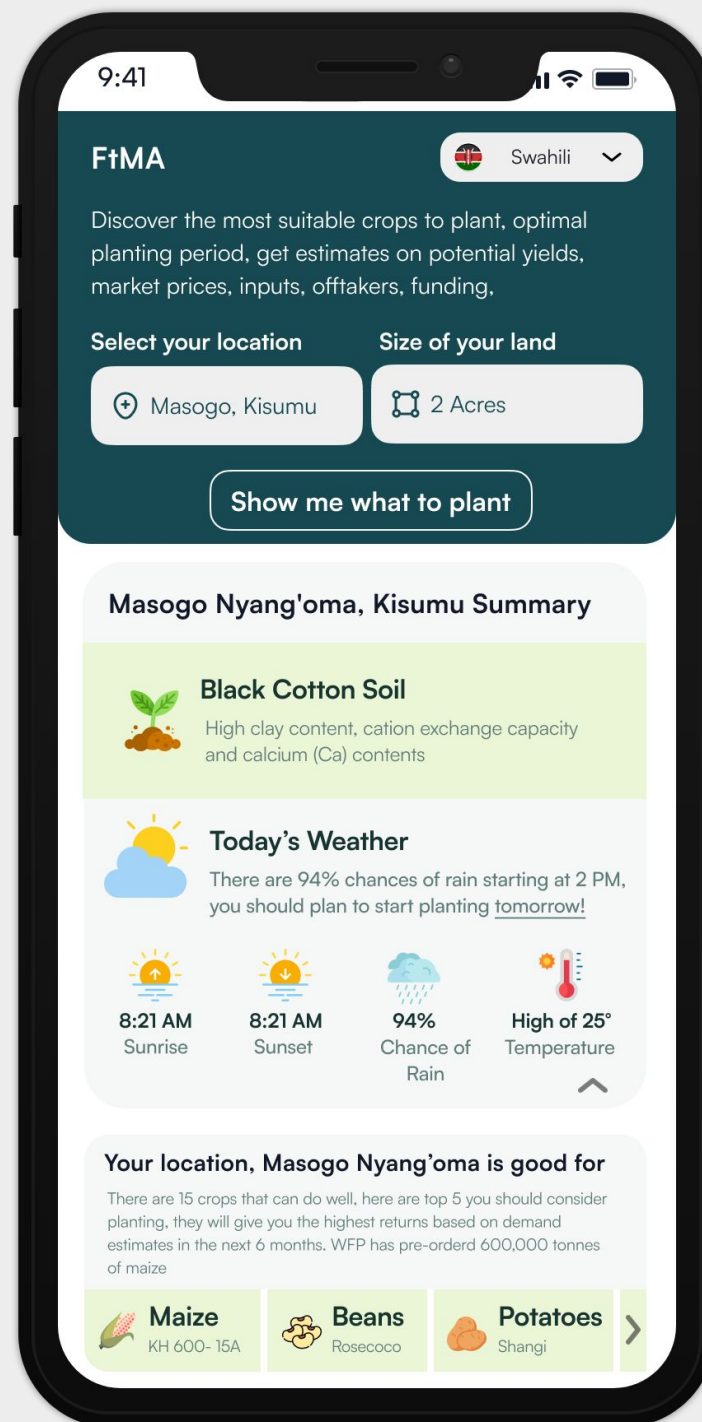 9:41
FtMA
Swahili
Discover the most suitable crops to plant, optimal
planting period, get estimates on potential yields,
market prices, inputs, offtakers, funding,
Select your location
Size of your land
Masogo, Kisumu
2 Acres
Show me what to plant
Masogo Nyang'oma, Kisumu Summary
Black Cotton Soil
High clay content, cation exchange capacity
and calcium (Ca) contents
Today's Weather
There are 94% chances of rain starting at 2 PM,
you should plan to start planting tomorrow!
8:21 AM
Sunrise
8:21 AM
Sunset
94%
Chance of
Rain
High of 25°
Temperature
Your location, Masogo Nyang'oma is good for
There are 15 crops that can do well, here are top 5 you should consider
planting, they will give you the highest returns based on demand
estimates in the next 6 months. WFP has pre-orderd 600,000 tonnes
of maize
Maize
KH 600- 15A
Beans
Rosecoco
Potatoes
Shangi